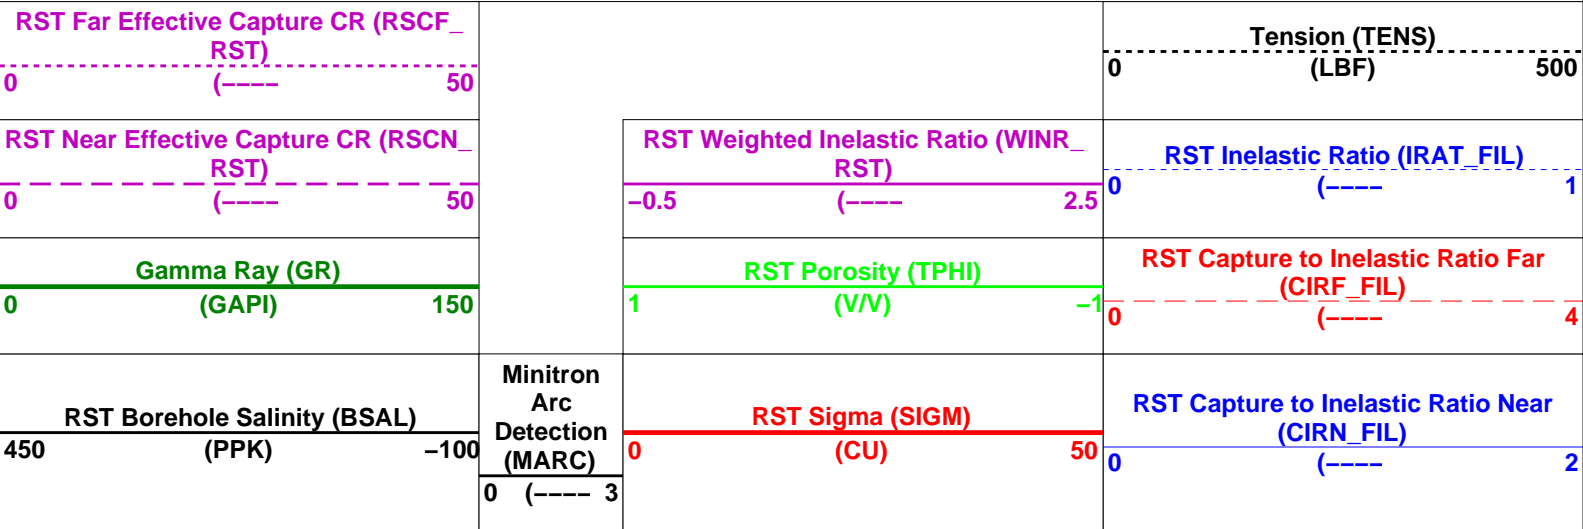 RST Far Effective Capture CR (RSCF_
RST)
0 (−−−− 50
Tension (TENS)
0 (LBF) 500
RST Near Effective Capture CR (RSCN_
RST)
0 (−−−− 50
RST Weighted Inelastic Ratio (WINR_
RST)
−0.5 (−−−− 2.5
RST Inelastic Ratio (IRAT_FIL)
0 (−−−− 1
Gamma Ray (GR)
0 (GAPI) 150
RST Porosity (TPHI)
1 (V/V) −1
RST Capture to Inelastic Ratio Far
(CIRF_FIL)
0 (−−−− 4
RST Borehole Salinity (BSAL)
450 (PPK) −100
Minitron
Arc
Detection
(MARC)
0 (−−−− 3
RST Sigma (SIGM)
0 (CU) 50
RST Capture to Inelastic Ratio Near
(CIRN_FIL)
0 (−−−− 2